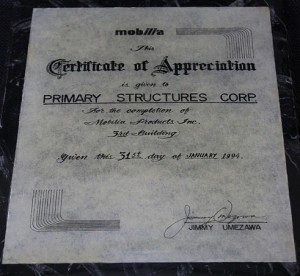 mobilia
This
Certificate of Appreciation
is given to
PRIMARY STRUCTURES CORP.
For the completion of
Mobilia Products Inc.
3rd Building
Given this 31st day of JANUARY 1994
JIMMY UMEZAWA